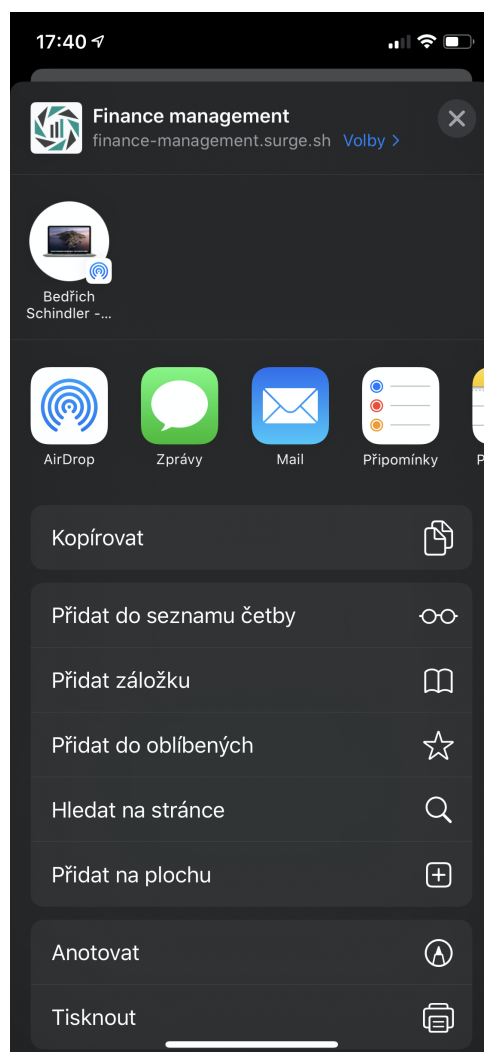 17:40
Finance management
finance-management.surge.sh Volby >
Bedřich
Schindler -...
AirDrop
Zprávy
Mail
Připomínky
P
Kopírovat
Přidat do seznamu četby
Přidat záložku
Přidat do oblíbených
Hledat na stránce
Přidat na plochu
Anotovat
Tisknout